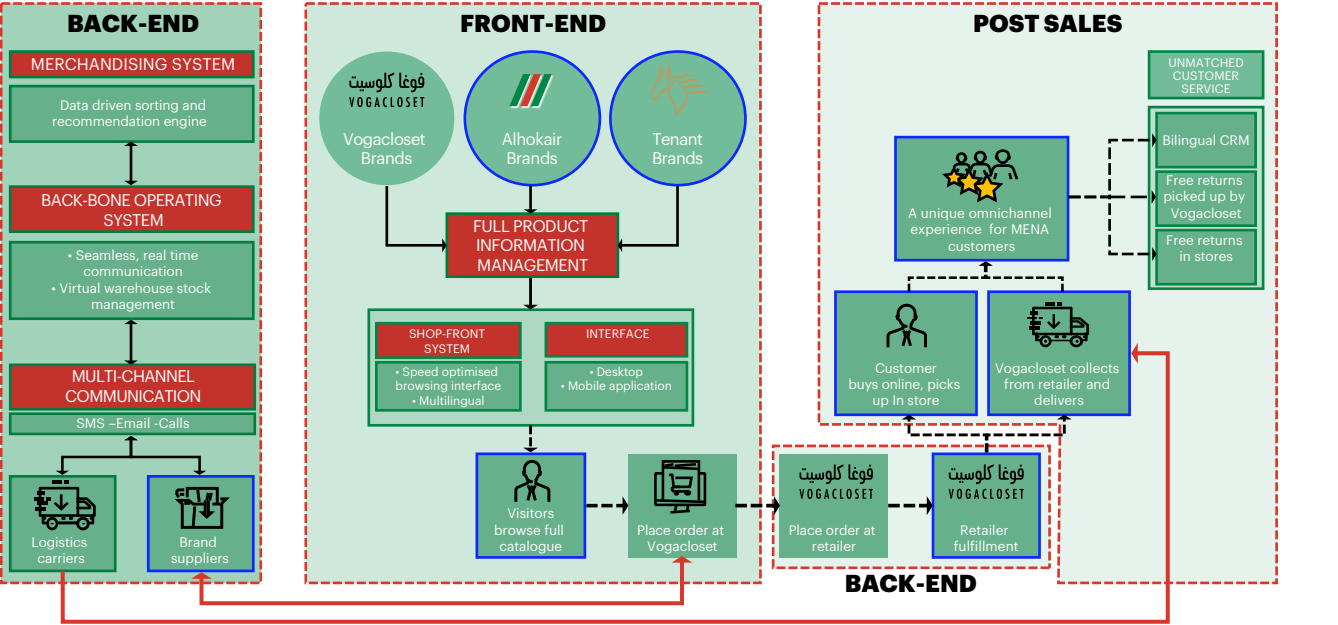 BACK-END
MERCHANDISING SYSTEM
Data driven sorting and
recommendation engine
BACK-BONE OPERATING
SYSTEM
• Seamless, real time
communication
• Virtual warehouse stock
management
MULTI-CHANNEL
COMMUNICATION
SMS –Email -Calls
Logistics
carriers
Brand
suppliers
FRONT-END
فوغا كلوسيت
VOGACLOSET
Vogacloset
Brands
Alhokair
Brands
Tenant
Brands
FULL PRODUCT
INFORMATION
MANAGEMENT
SHOP-FRONT
SYSTEM
• Speed optimised
browsing interface
• Multilingual
INTERFACE
• Desktop
• Mobile application
Visitors
browse full
catalogue
Place order at
Vogacloset
فوغا كلوسيت
VOGACLOSET
Place order at
retailer
فوغا كلوسيت
VOGACLOSET
Retailer
fulfillment
BACK-END
POST SALES
UNMATCHED
CUSTOMER
SERVICE
Bilingual CRM
Free returns
picked up by
Vogacloset
Free returns
in stores
A unique omnichannel
experience for MENA
customers
Customer
buys online, picks
up In store
Vogacloset collects
from retailer and
delivers